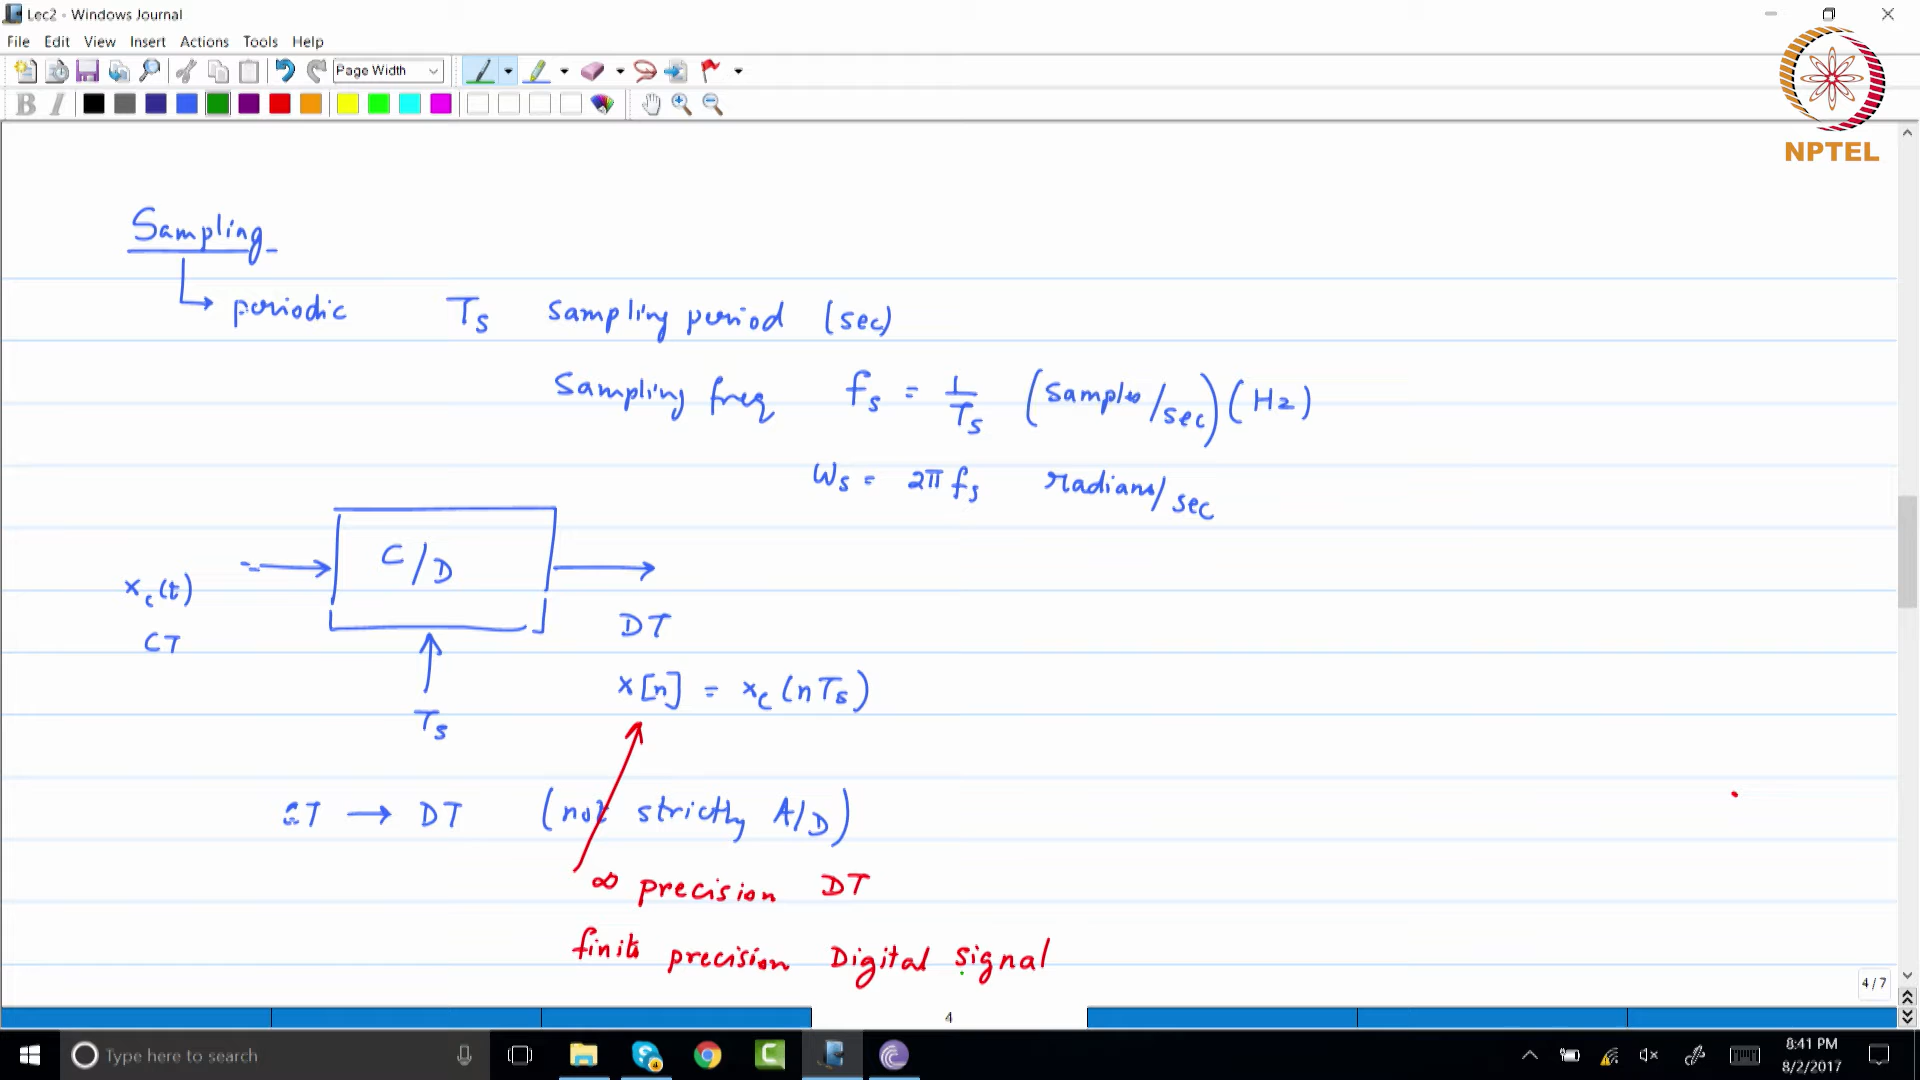 Lec2 - Windows Journal
File Edit View Insert Actions Tools Help
Page Width
B I
NPTEL
Sampling
periodic Ts Sampling period (sec)
Sampling freq fs = 1/Ts (Samples/sec) (Hz)
ωs = 2π fs radians/sec
C/D
xc(t)
CT
DT
x[n] = xc(nTs)
Ts
CT → DT (not strictly A/D)
∞ precision DT
finite precision Digital signal
4 / 7
4
Type here to search
4
8:41 PM
8/2/2017